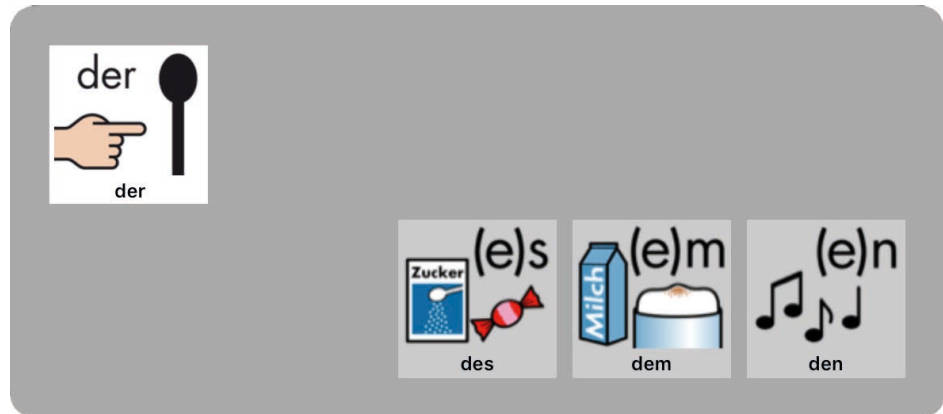 der
der
(e)s
Zucker
des
(e)m
Milch
dem
(e)n
den